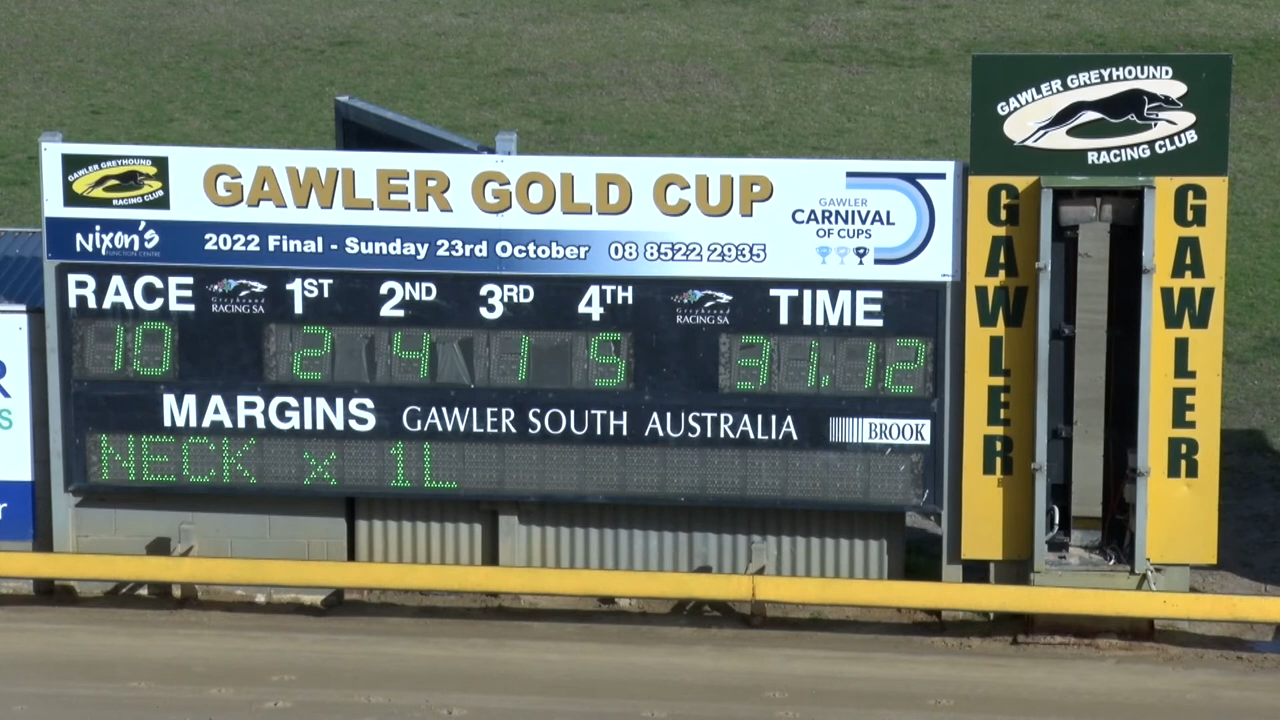 GAWLER GREYHOUND
RACING CLUB
GAWLER GOLD CUP
GAWLER
CARNIVAL
OF CUPS
Nixon's
FUNCTION CENTRE
2022 Final - Sunday 23rd October 08 8522 2935
RACE Greyhound RACING SA 1ST 2ND 3RD 4TH Greyhound RACING SA TIME
10 2 4 1 5 31.12
MARGINS GAWLER SOUTH AUSTRALIA BROOK
NECK x 1L
GAWLER GREYHOUND
RACING CLUB
GAWLER
GAWLER
R
S
r